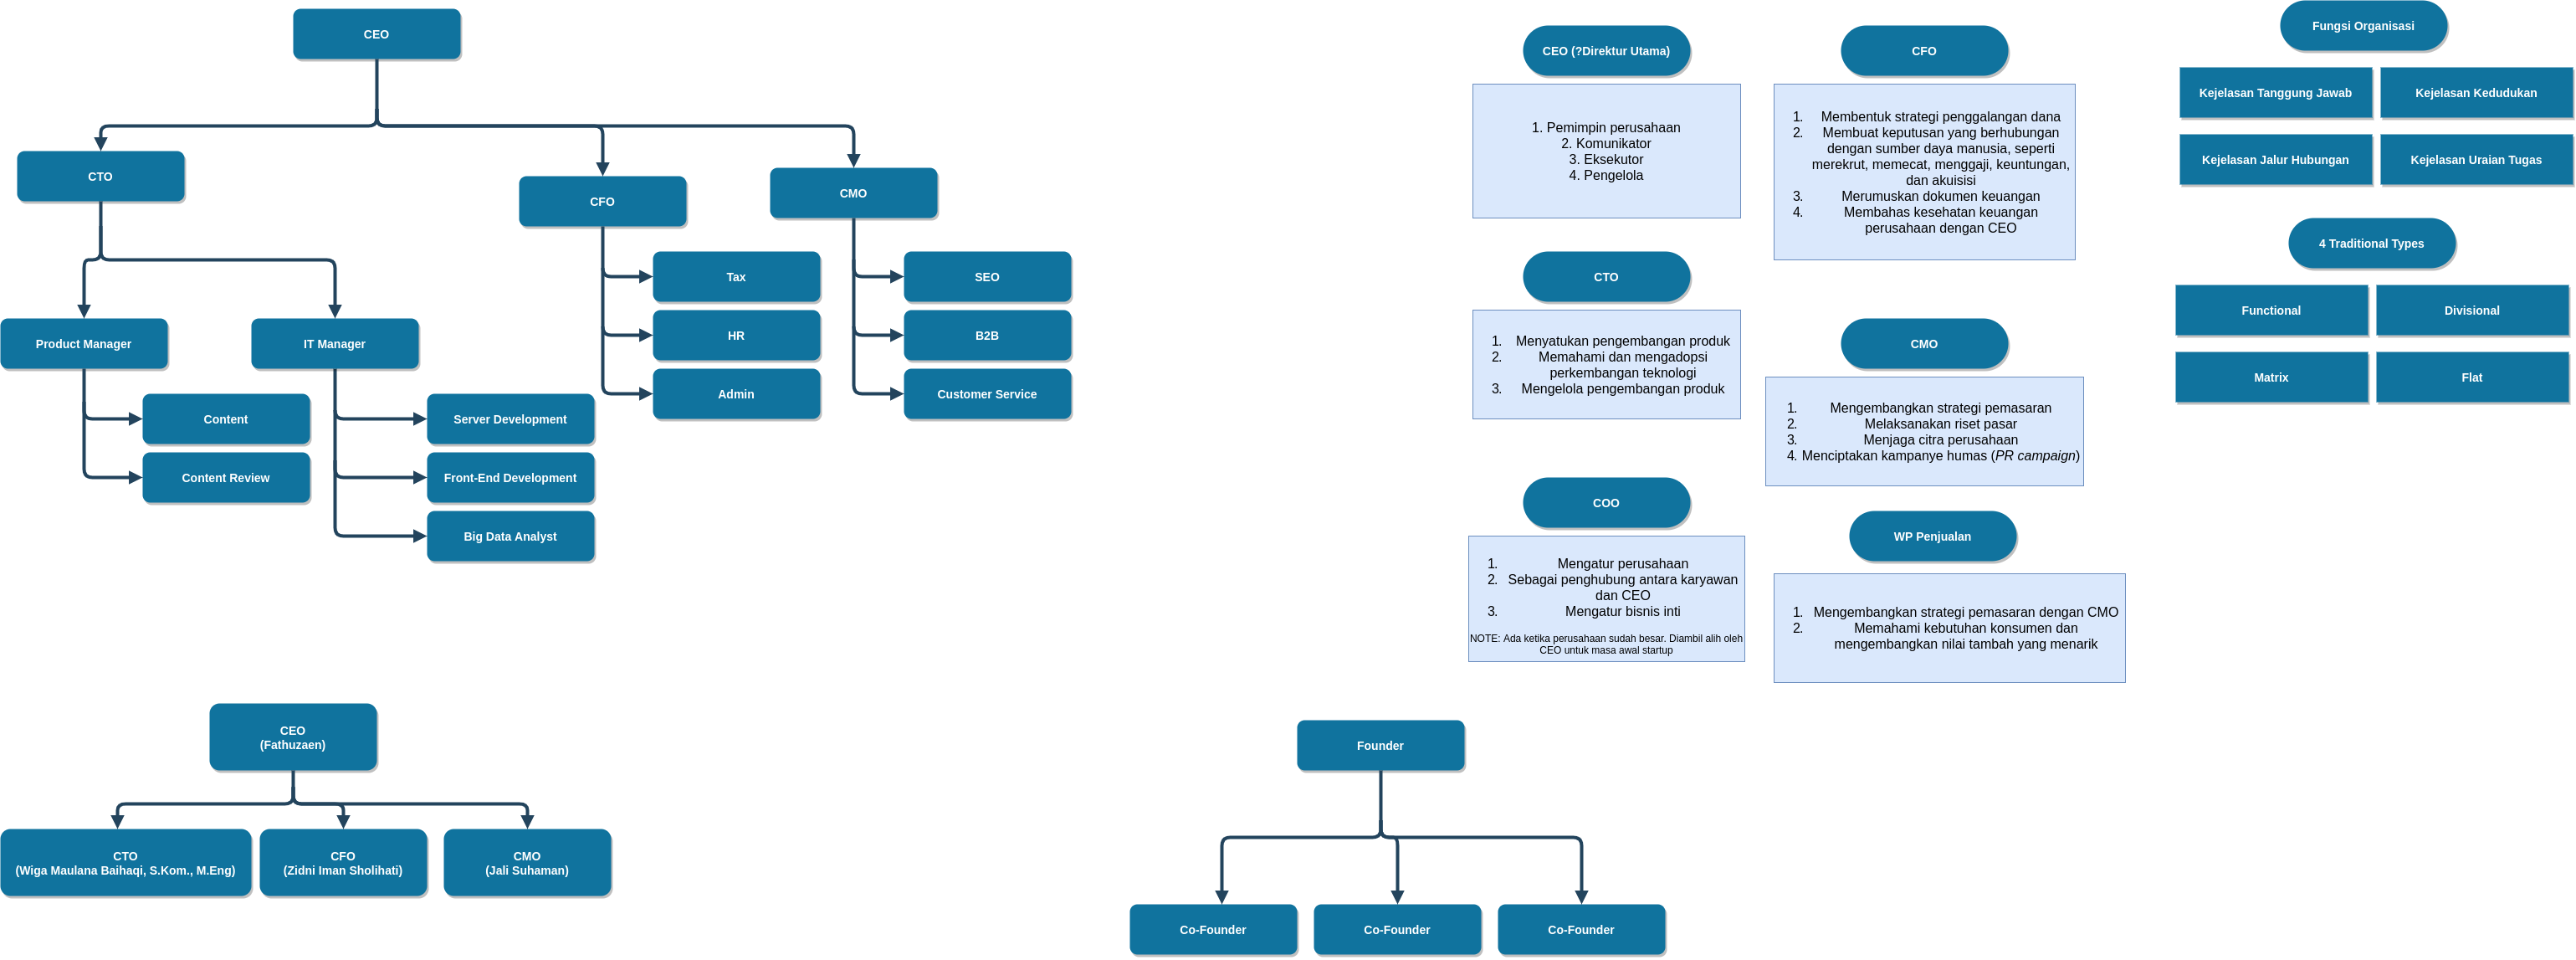 CEO
CTO
CFO
CMO
Product Manager
IT Manager
Content
Content Review
Server Development
Front-End Development
Big Data Analyst
Tax
HR
Admin
SEO
B2B
Customer Service
CEO
(Fathuzaen)
CTO
(Wiga Maulana Baihaqi, S.Kom., M.Eng)
CFO
(Zidni Iman Sholihati)
CMO
(Jali Suhaman)
Founder
Co-Founder
Co-Founder
Co-Founder
CEO (?Direktur Utama)
1. Pemimpin perusahaan
2. Komunikator
3. Eksekutor
4. Pengelola
CTO
1. Menyatukan pengembangan produk
2. Memahami dan mengadopsi
perkembangan teknologi
3. Mengelola pengembangan produk
COO
1. Mengatur perusahaan
2. Sebagai penghubung antara karyawan
dan CEO
3. Mengatur bisnis inti
NOTE: Ada ketika perusahaan sudah besar. Diambil alih oleh
CEO untuk masa awal startup
CFO
1. Membentuk strategi penggalangan dana
2. Membuat keputusan yang berhubungan
dengan sumber daya manusia, seperti
merekrut, memecat, menggaji, keuntungan,
dan akuisisi
3. Merumuskan dokumen keuangan
4. Membahas kesehatan keuangan
perusahaan dengan CEO
CMO
1. Mengembangkan strategi pemasaran
2. Melaksanakan riset pasar
3. Menjaga citra perusahaan
4. Menciptakan kampanye humas (PR campaign)
WP Penjualan
1. Mengembangkan strategi pemasaran dengan CMO
2. Memahami kebutuhan konsumen dan
mengembangkan nilai tambah yang menarik
Fungsi Organisasi
Kejelasan Tanggung Jawab
Kejelasan Kedudukan
Kejelasan Jalur Hubungan
Kejelasan Uraian Tugas
4 Traditional Types
Functional
Divisional
Matrix
Flat